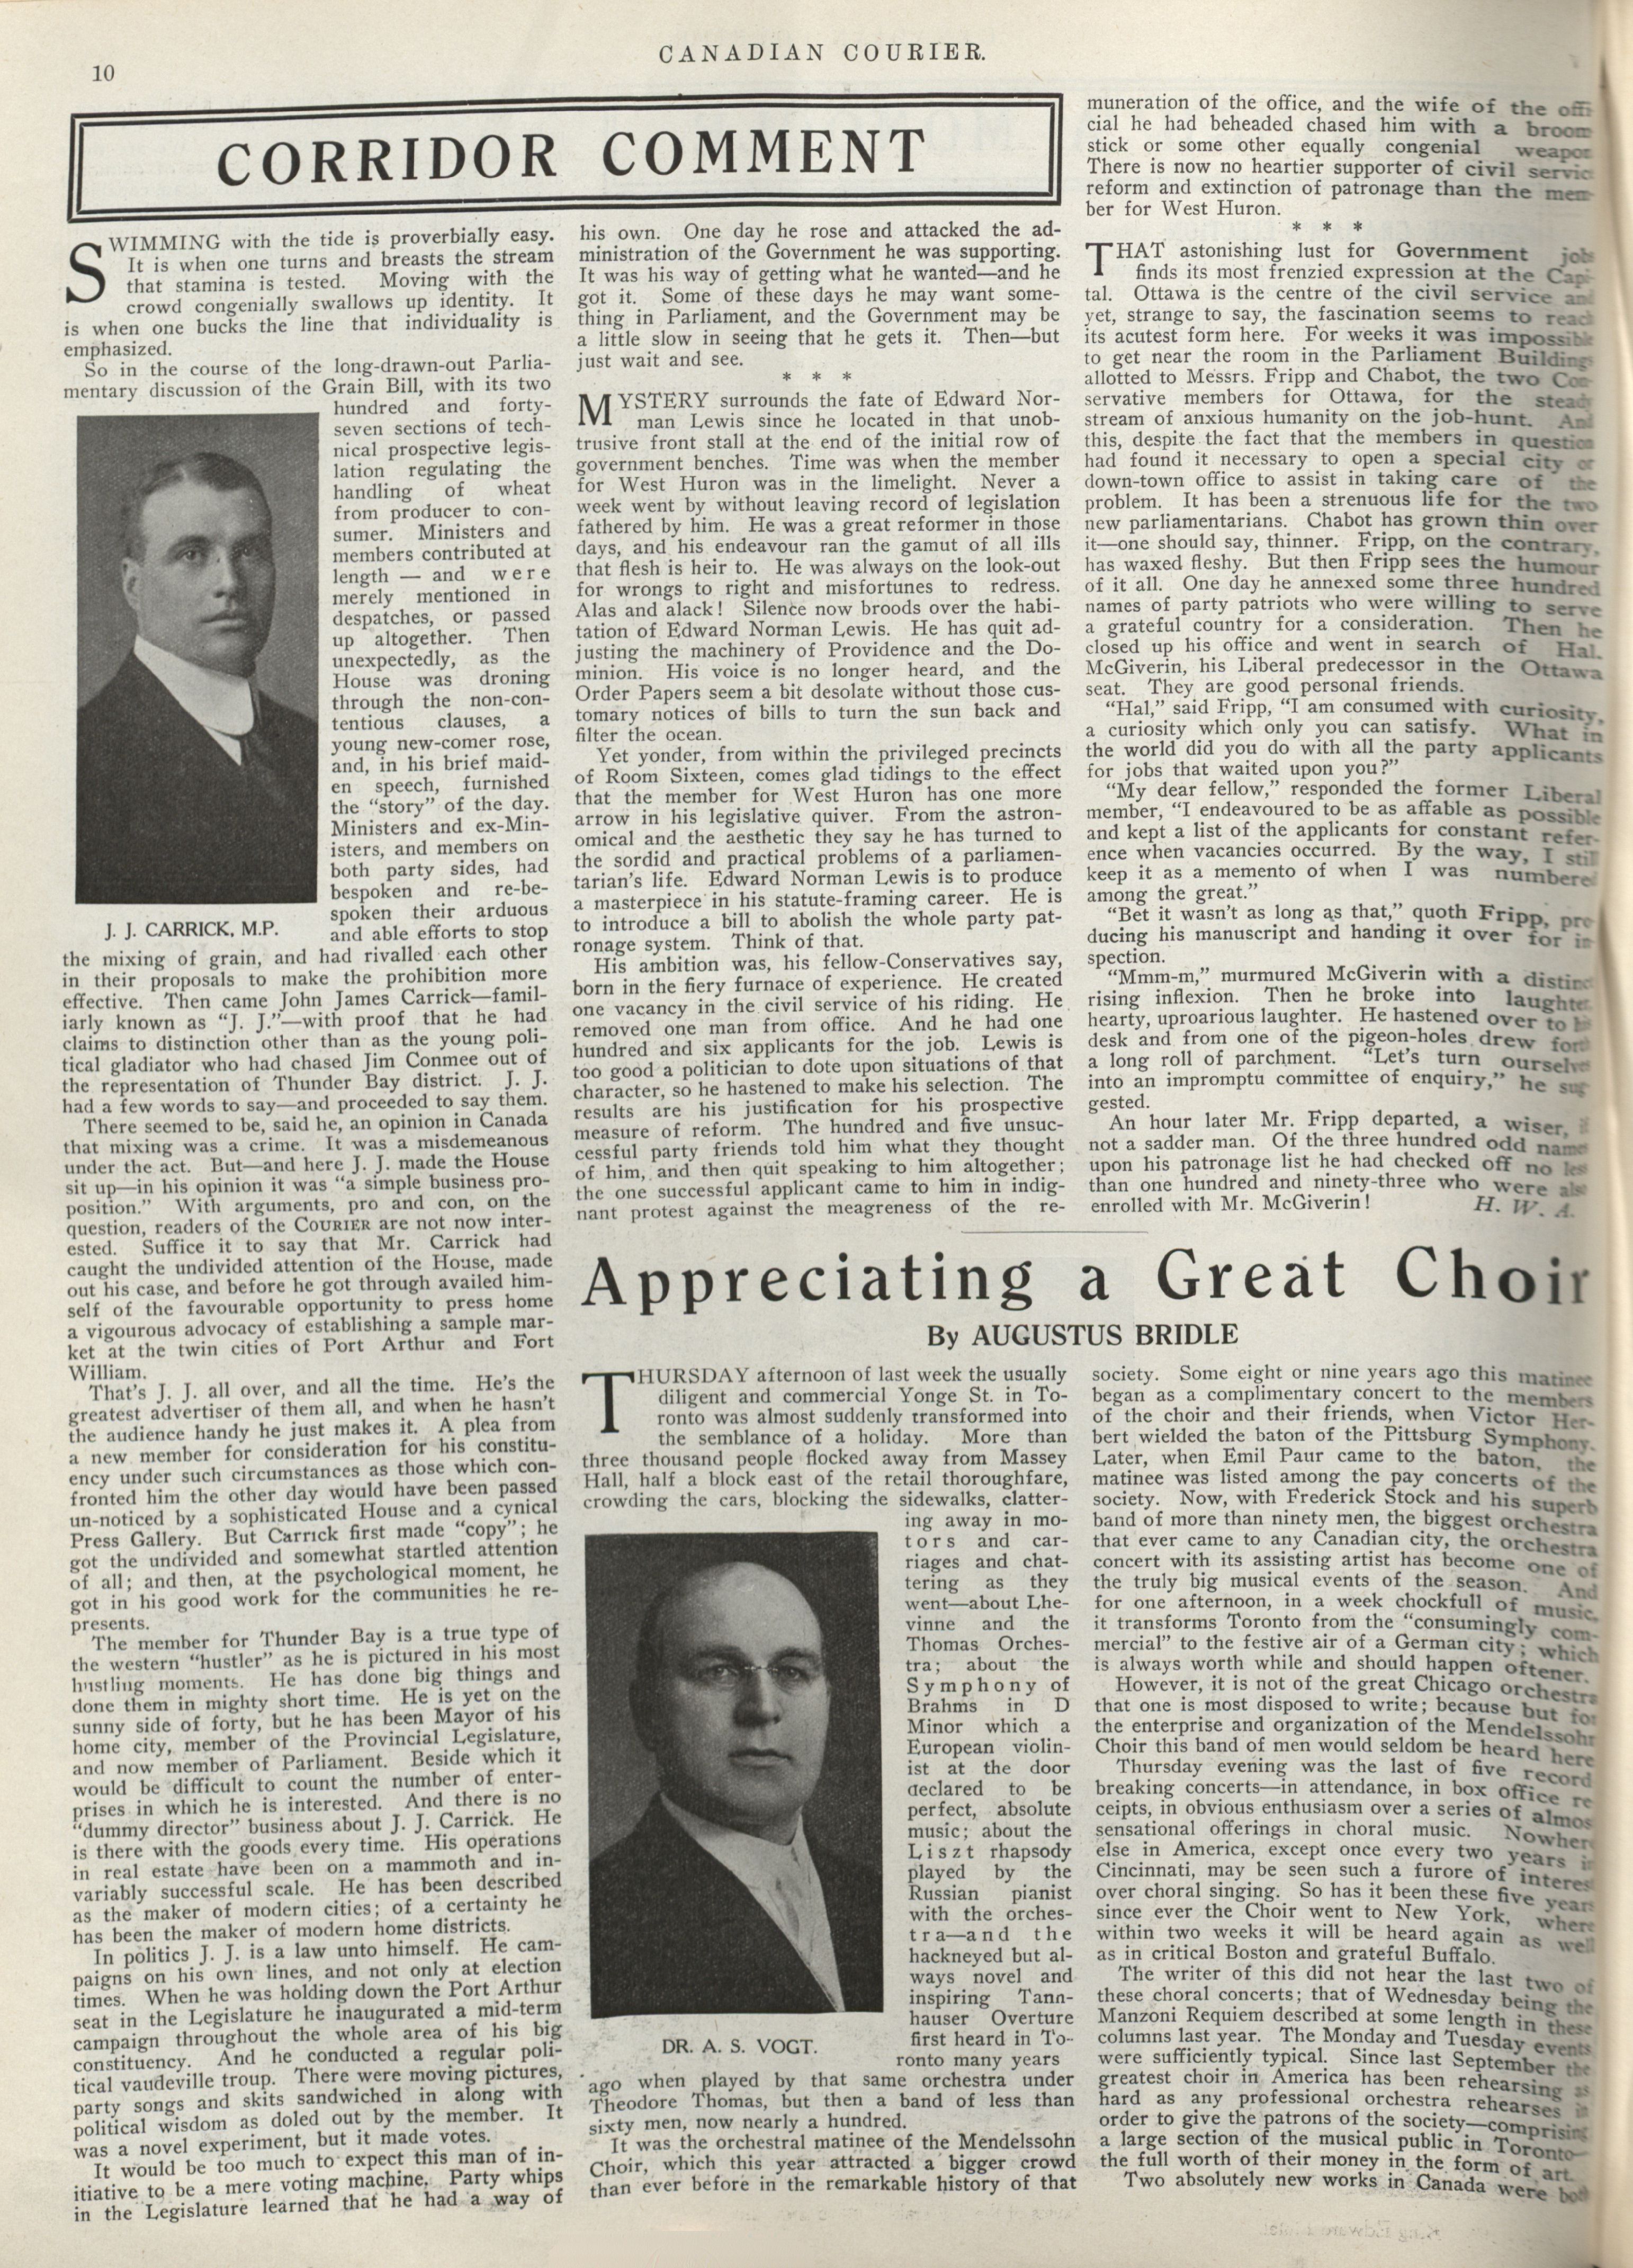 10
CANADIAN COURIER.
CORRIDOR COMMENT
SWIMMING with the tide is proverbially easy.
It is when one turns and breasts the stream
that stamina is tested. Moving with the
crowd congenially swallows up identity. It
is when one bucks the line that individuality is
emphasized.
So in the course of the long-drawn-out Parlia-
mentary discussion of the Grain Bill, with its two
hundred and forty-
seven sections of tech-
nical prospective legis-
lation regulating the
handling of wheat
from producer to con-
sumer. Ministers and
members contributed at
length — and were
merely mentioned in
despatches, or passed
up altogether. Then
unexpectedly, as the
House was droning
through the non-con-
tentious clauses, a
young new-comer rose,
and, in his brief maid-
en speech, furnished
the "story" of the day.
Ministers and ex-Min-
isters, and members on
both party sides, had
bespoken and re-be-
spoken their arduous
and able efforts to stop
J. J. CARRICK, M.P.
the mixing of grain, and had rivalled each other
in their proposals to make the prohibition more
effective. Then came John James Carrick—famil-
iarly known as "J. J."—with proof that he had
claims to distinction other than as the young poli-
tical gladiator who had chased Jim Conmee out of
the representation of Thunder Bay district. J. J.
had a few words to say—and proceeded to say them.
There seemed to be, said he, an opinion in Canada
that mixing was a crime. It was a misdemeanous
under the act. But—and here J. J. made the House
sit up—in his opinion it was "a simple business pro-
position." With arguments, pro and con, on the
question, readers of the COURIER are not now inter-
ested. Suffice it to say that Mr. Carrick had
caught the undivided attention of the House, made
out his case, and before he got through availed him-
self of the favourable opportunity to press home
a vigourous advocacy of establishing a sample mar-
ket at the twin cities of Port Arthur and Fort
William.
That's J. J. all over, and all the time. He's the
greatest advertiser of them all, and when he hasn't
the audience handy he just makes it. A plea from
a new member for consideration for his constitu-
ency under such circumstances as those which con-
fronted him the other day would have been passed
un-noticed by a sophisticated House and a cynical
Press Gallery. But Carrick first made "copy"; he
got the undivided and somewhat startled attention
of all; and then, at the psychological moment, he
got in his good work for the communities he re-
presents.
The member for Thunder Bay is a true type of
the western "hustler" as he is pictured in his most
hustling moments. He has done big things and
done them in mighty short time. He is yet on the
sunny side of forty, but he has been Mayor of his
home city, member of the Provincial Legislature,
and now member of Parliament. Beside which it
would be difficult to count the number of enter-
prises in which he is interested. And there is no
"dummy director" business about J. J. Carrick. He
is there with the goods every time. His operations
in real estate have been on a mammoth and in-
variably successful scale. He has been described
as the maker of modern cities; of a certainty he
has been the maker of modern home districts.
In politics J. J. is a law unto himself. He cam-
paigns on his own lines, and not only at election
times. When he was holding down the Port Arthur
seat in the Legislature he inaugurated a mid-term
campaign throughout the whole area of his big
constituency. And he conducted a regular poli-
tical vaudeville troup. There were moving pictures,
party songs and skits sandwiched in along with
political wisdom as doled out by the member. It
was a novel experiment, but it made votes.
It would be too much to expect this man of in-
itiative to be a mere voting machine. Party whips
in the Legislature learned that he had a way of
his own. One day he rose and attacked the ad-
ministration of the Government he was supporting.
It was his way of getting what he wanted—and he
got it. Some of these days he may want some-
thing in Parliament, and the Government may be
a little slow in seeing that he gets it. Then—but
just wait and see.
* * *
MYSTERY surrounds the fate of Edward Nor-
man Lewis since he located in that unob-
trusive front stall at the end of the initial row of
government benches. Time was when the member
for West Huron was in the limelight. Never a
week went by without leaving record of legislation
fathered by him. He was a great reformer in those
days, and his endeavour ran the gamut of all ills
that flesh is heir to. He was always on the look-out
for wrongs to right and misfortunes to redress.
Alas and alack! Silence now broods over the habi-
tation of Edward Norman Lewis. He has quit ad-
justing the machinery of Providence and the Do-
minion. His voice is no longer heard, and the
Order Papers seem a bit desolate without those cus-
tomary notices of bills to turn the sun back and
filter the ocean.
Yet yonder, from within the privileged precincts
of Room Sixteen, comes glad tidings to the effect
that the member for West Huron has one more
arrow in his legislative quiver. From the astron-
omical and the aesthetic they say he has turned to
the sordid and practical problems of a parliamen-
tarian's life. Edward Norman Lewis is to produce
a masterpiece in his statute-framing career. He is
to introduce a bill to abolish the whole party pat-
ronage system. Think of that.
His ambition was, his fellow-Conservatives say,
born in the fiery furnace of experience. He created
one vacancy in the civil service of his riding. He
removed one man from office. And he had one
hundred and six applicants for the job. Lewis is
too good a politician to dote upon situations of that
character, so he hastened to make his selection. The
results are his justification for his prospective
measure of reform. The hundred and five unsuc-
cessful party friends told him what they thought
of him, and then quit speaking to him altogether;
the one successful applicant came to him in indig-
nant protest against the meagreness of the re-
muneration of the office, and the wife of the offi-
cial he had beheaded chased him with a broom
stick or some other equally congenial weapon
There is now no heartier supporter of civil servic
reform and extinction of patronage than the mem-
ber for West Huron.
* * *
THAT astonishing lust for Government jobs
finds its most frenzied expression at the Capi-
tal. Ottawa is the centre of the civil service and
yet, strange to say, the fascination seems to reach
its acutest form here. For weeks it was impossible
to get near the room in the Parliament Buildings
allotted to Messrs. Fripp and Chabot, the two Con-
servative members for Ottawa, for the steady
stream of anxious humanity on the job-hunt. And
this, despite the fact that the members in question
had found it necessary to open a special city or
down-town office to assist in taking care of the
problem. It has been a strenuous life for the two
new parliamentarians. Chabot has grown thin over
it—one should say, thinner. Fripp, on the contrary,
has waxed fleshy. But then Fripp sees the humour
of it all. One day he annexed some three hundred
names of party patriots who were willing to serve
a grateful country for a consideration. Then he
closed up his office and went in search of Hal.
McGiverin, his Liberal predecessor in the Ottawa
seat. They are good personal friends.
"Hal," said Fripp, "I am consumed with curiosity,
a curiosity which only you can satisfy. What in
the world did you do with all the party applicants
for jobs that waited upon you?"
"My dear fellow," responded the former Liberal
member, "I endeavoured to be as affable as possible
and kept a list of the applicants for constant refer-
ence when vacancies occurred. By the way, I still
keep it as a memento of when I was numbered
among the great."
"Bet it wasn't as long as that," quoth Fripp, pro
ducing his manuscript and handing it over for in
spection.
"Mmm-m," murmured McGiverin with a distinc
rising inflexion. Then he broke into laughter
hearty, uproarious laughter. He hastened over to his
desk and from one of the pigeon-holes drew forth
a long roll of parchment. "Let's turn ourselves
into an impromptu committee of enquiry," he sug
gested.
An hour later Mr. Fripp departed, a wiser, if
not a sadder man. Of the three hundred odd names
upon his patronage list he had checked off no less
than one hundred and ninety-three who were also
enrolled with Mr. McGiverin! H. W. A.
Appreciating a Great Choir
By AUGUSTUS BRIDLE
THURSDAY afternoon of last week the usually
diligent and commercial Yonge St. in To-
ronto was almost suddenly transformed into
the semblance of a holiday. More than
three thousand people flocked away from Massey
Hall, half a block east of the retail thoroughfare,
crowding the cars, blocking the sidewalks, clatter-
ing away in mo-
tors and car-
riages and chat-
tering as they
went—about Lhe-
vinne and the
Thomas Orches-
tra; about the
Symphony of
Brahms in D
Minor which a
European violin-
ist at the door
declared to be
perfect, absolute
music; about the
Liszt rhapsody
played by the
Russian pianist
with the orches-
tra—and the
hackneyed but al-
ways novel and
inspiring Tann-
hauser Overture
first heard in To-
ronto many years
DR. A. S. VOGT.
ago when played by that same orchestra under
Theodore Thomas, but then a band of less than
sixty men, now nearly a hundred.
It was the orchestral matinee of the Mendelssohn
Choir, which this year attracted a bigger crowd
than ever before in the remarkable history of that
society. Some eight or nine years ago this matinee
began as a complimentary concert to the members
of the choir and their friends, when Victor Her-
bert wielded the baton of the Pittsburg Symphony.
Later, when Emil Paur came to the baton, the
matinee was listed among the pay concerts of the
society. Now, with Frederick Stock and his superb
band of more than ninety men, the biggest orchestra
that ever came to any Canadian city, the orchestra
concert with its assisting artist has become one of
the truly big musical events of the season. And
for one afternoon, in a week chockfull of music,
it transforms Toronto from the "consumingly com-
mercial" to the festive air of a German city; which
is always worth while and should happen oftener.
However, it is not of the great Chicago orchestra
that one is most disposed to write; because but for
the enterprise and organization of the Mendelssohn
Choir this band of men would seldom be heard here
Thursday evening was the last of five record
breaking concerts—in attendance, in box office re
ceipts, in obvious enthusiasm over a series of almos
sensational offerings in choral music. Nowher
else in America, except once every two years in
Cincinnati, may be seen such a furore of interes
over choral singing. So has it been these five years
since ever the Choir went to New York, where
within two weeks it will be heard again as well
as in critical Boston and grateful Buffalo.
The writer of this did not hear the last two of
these choral concerts; that of Wednesday being the
Manzoni Requiem described at some length in these
columns last year. The Monday and Tuesday events
were sufficiently typical. Since last September the
greatest choir in America has been rehearsing as
hard as any professional orchestra rehearses in
order to give the patrons of the society—comprising
a large section of the musical public in Toronto—
the full worth of their money in the form of art.
Two absolutely new works in Canada were both